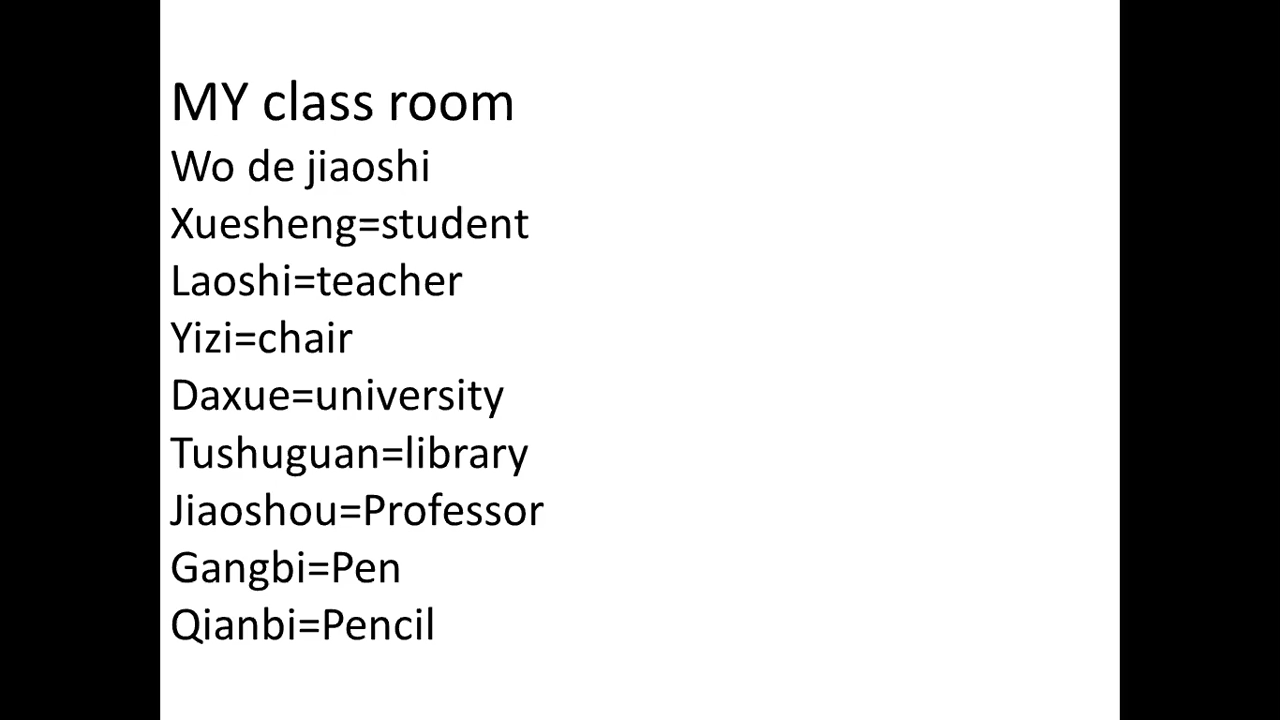 MY class room
Wo de jiaoshi
Xuesheng=student
Laoshi=teacher
Yizi=chair
Daxue=university
Tushuguan=library
Jiaoshou=Professor
Gangbi=Pen
Qianbi=Pencil